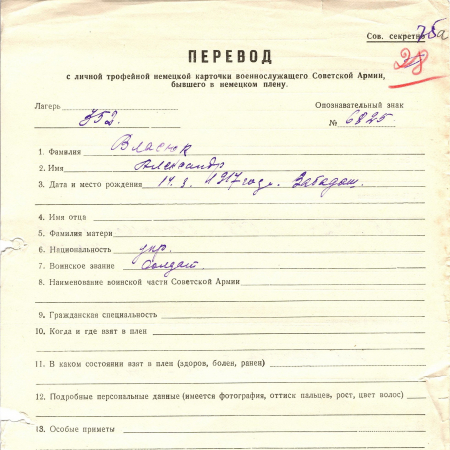 Сов. секретно 75а
28
ПЕРЕВОД
с личной трофейной немецкой карточки военнослужащего Советской Армии,
бывшего в немецком плену.
Лагерь 352. Опознавательный знак
№ 6825
1. Фамилия Власюк
2. Имя Александр
3. Дата и место рождения 14. 3. 1917 года.
4. Имя отца
5. Фамилия матери
6. Национальность укр.
7. Воинское звание Солдат.
8. Наименование воинской части Советской Армии
9. Гражданская специальность
10. Когда и где взят в плен
11. В каком состоянии взят в плен (здоров, болен, ранен)
12. Подробные персональные данные (имеется фотография, оттиск пальцев, рост, цвет волос)
13. Особые приметы